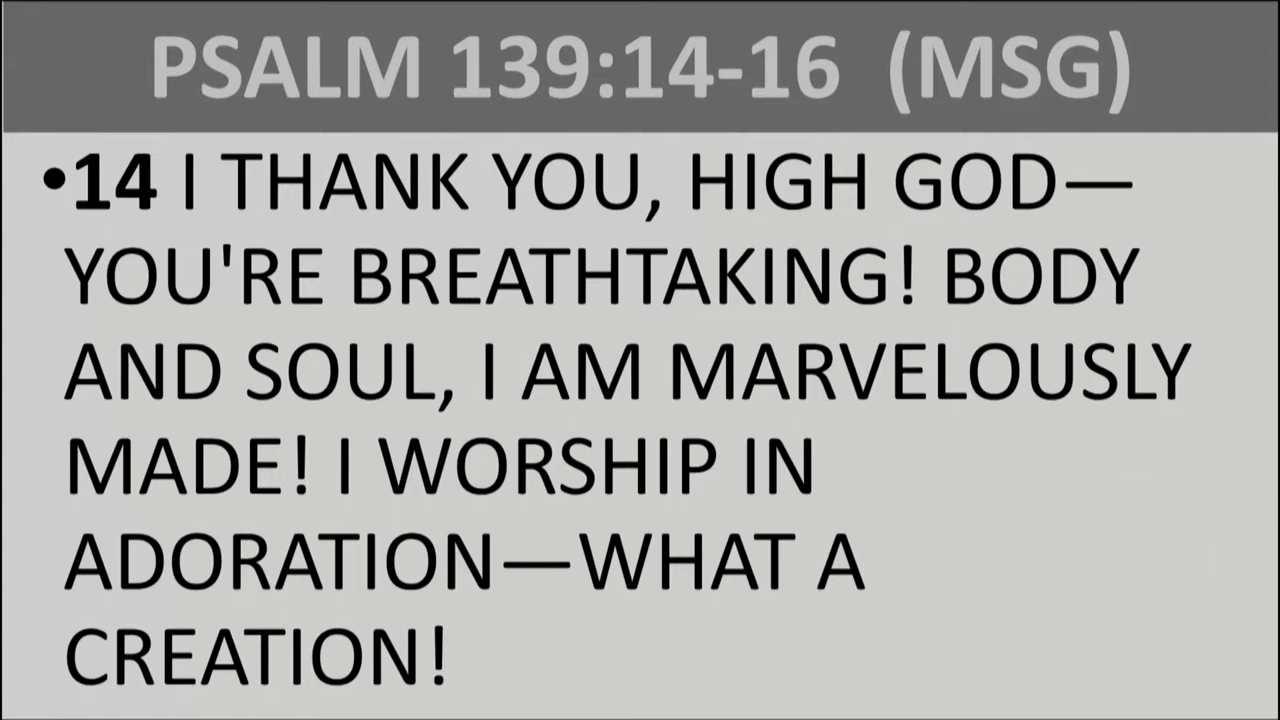 PSALM 139:14-16 (MSG)
•14 I THANK YOU, HIGH GOD—
YOU'RE BREATHTAKING! BODY
AND SOUL, I AM MARVELOUSLY
MADE! I WORSHIP IN
ADORATION—WHAT A
CREATION!